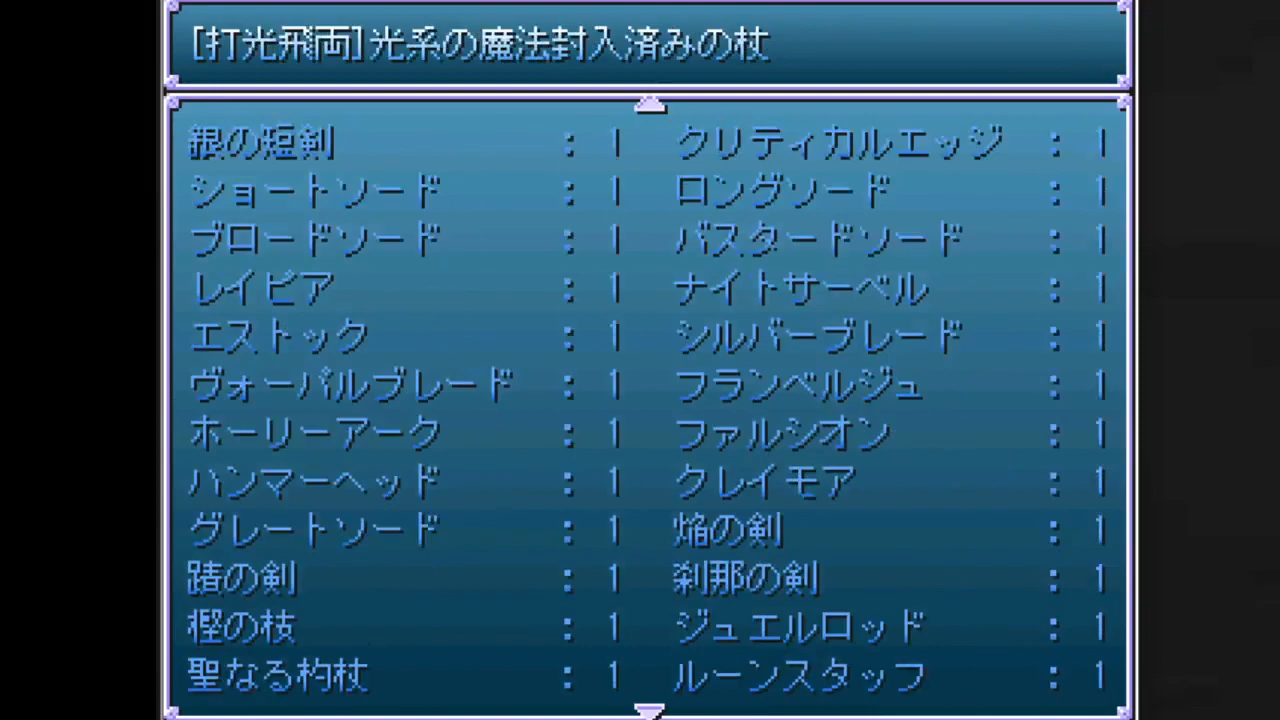 [打光飛両]光系の魔法封入済みの杖
銀の短剣 : 1 クリティカルエッジ : 1
ショートソード : 1 ロングソード : 1
ブロードソード : 1 バスタードソード : 1
レイピア : 1 ナイトサーベル : 1
エストック : 1 シルバーブレード : 1
ヴォーパルブレード : 1 フランベルジュ : 1
ホーリーアーク : 1 ファルシオン : 1
ハンマーヘッド : 1 クレイモア : 1
グレートソード : 1 焔の剣 : 1
の剣 : 1 刹那の剣 : 1
樫の枝 : 1 ジュエルロッド : 1
聖なる杓杖 : 1 ルーンスタッフ : 1